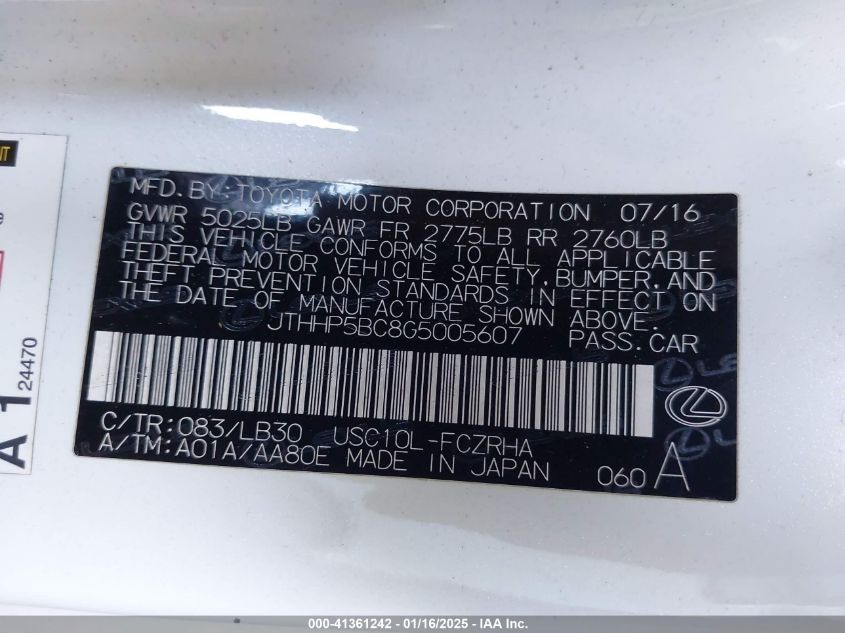 MFD. BY: TOYOTA MOTOR CORPORATION 07/16
GVWR 5025LB GAWR FR 2775LB RR 2760LB
THIS VEHICLE CONFORMS TO ALL APPLICABLE
FEDERAL MOTOR VEHICLE SAFETY, BUMPER, AND
THEFT PREVENTION STANDARDS IN EFFECT ON
THE DATE OF MANUFACTURE SHOWN ABOVE.
JTHHP5BC8G5005607 PASS. CAR
C/TR: 083/LB30 USC10L-FCZRHA
A/TM: A01A/AA80E MADE IN JAPAN 060 A
A 1
24470
000-41361242 - 01/16/2025 - IAA Inc.